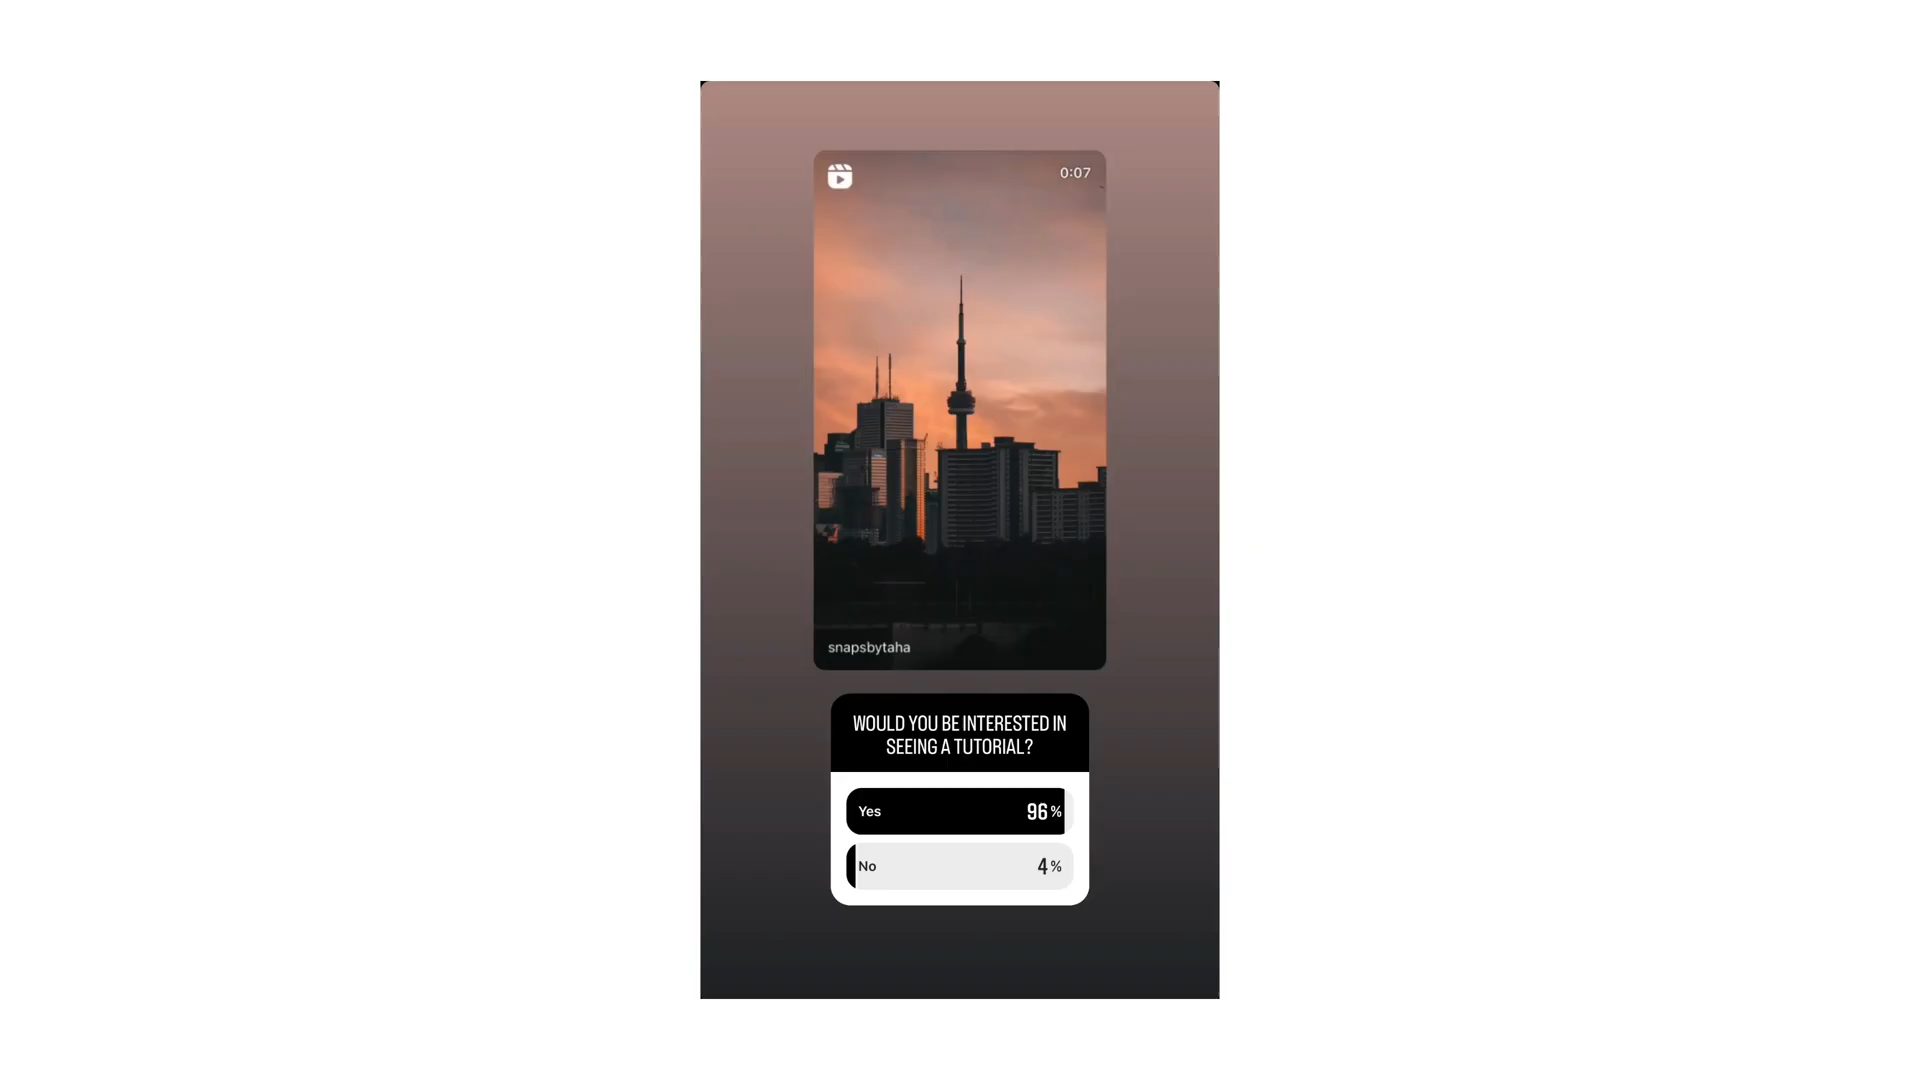 0:07
snapsbytaha
WOULD YOU BE INTERESTED IN
SEEING A TUTORIAL?
Yes 96%
No 4%